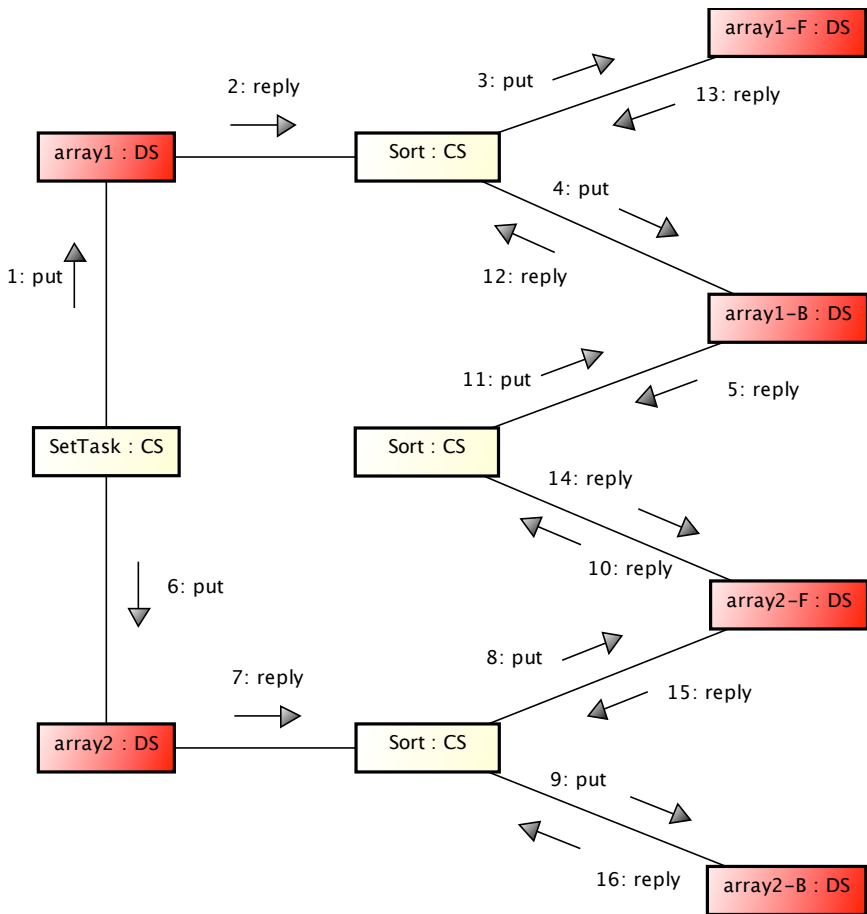 array1–F : DS
3: put
2: reply
13: reply
array1 : DS
Sort : CS
4: put
1: put
12: reply
array1–B : DS
11: put
5: reply
SetTask : CS
Sort : CS
14: reply
10: reply
6: put
array2–F : DS
8: put
7: reply
15: reply
array2 : DS
Sort : CS
9: put
16: reply
array2–B : DS